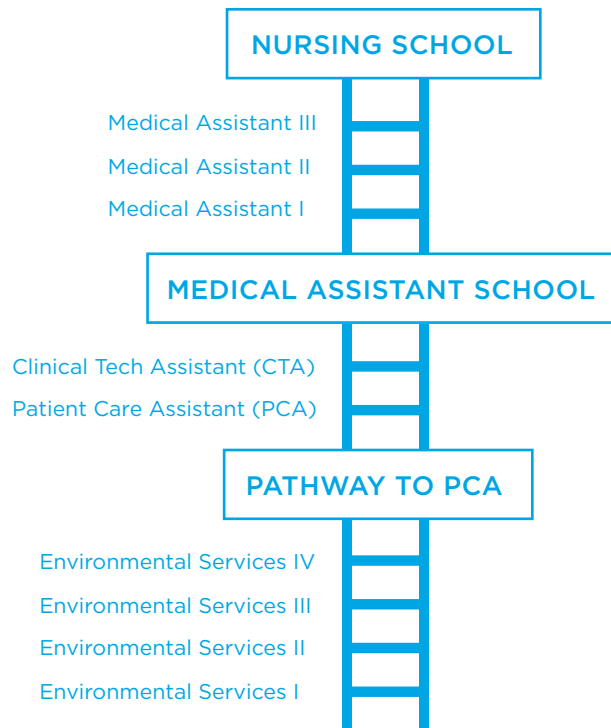 NURSING SCHOOL
Medical Assistant III
Medical Assistant II
Medical Assistant I
MEDICAL ASSISTANT SCHOOL
Clinical Tech Assistant (CTA)
Patient Care Assistant (PCA)
PATHWAY TO PCA
Environmental Services IV
Environmental Services III
Environmental Services II
Environmental Services I